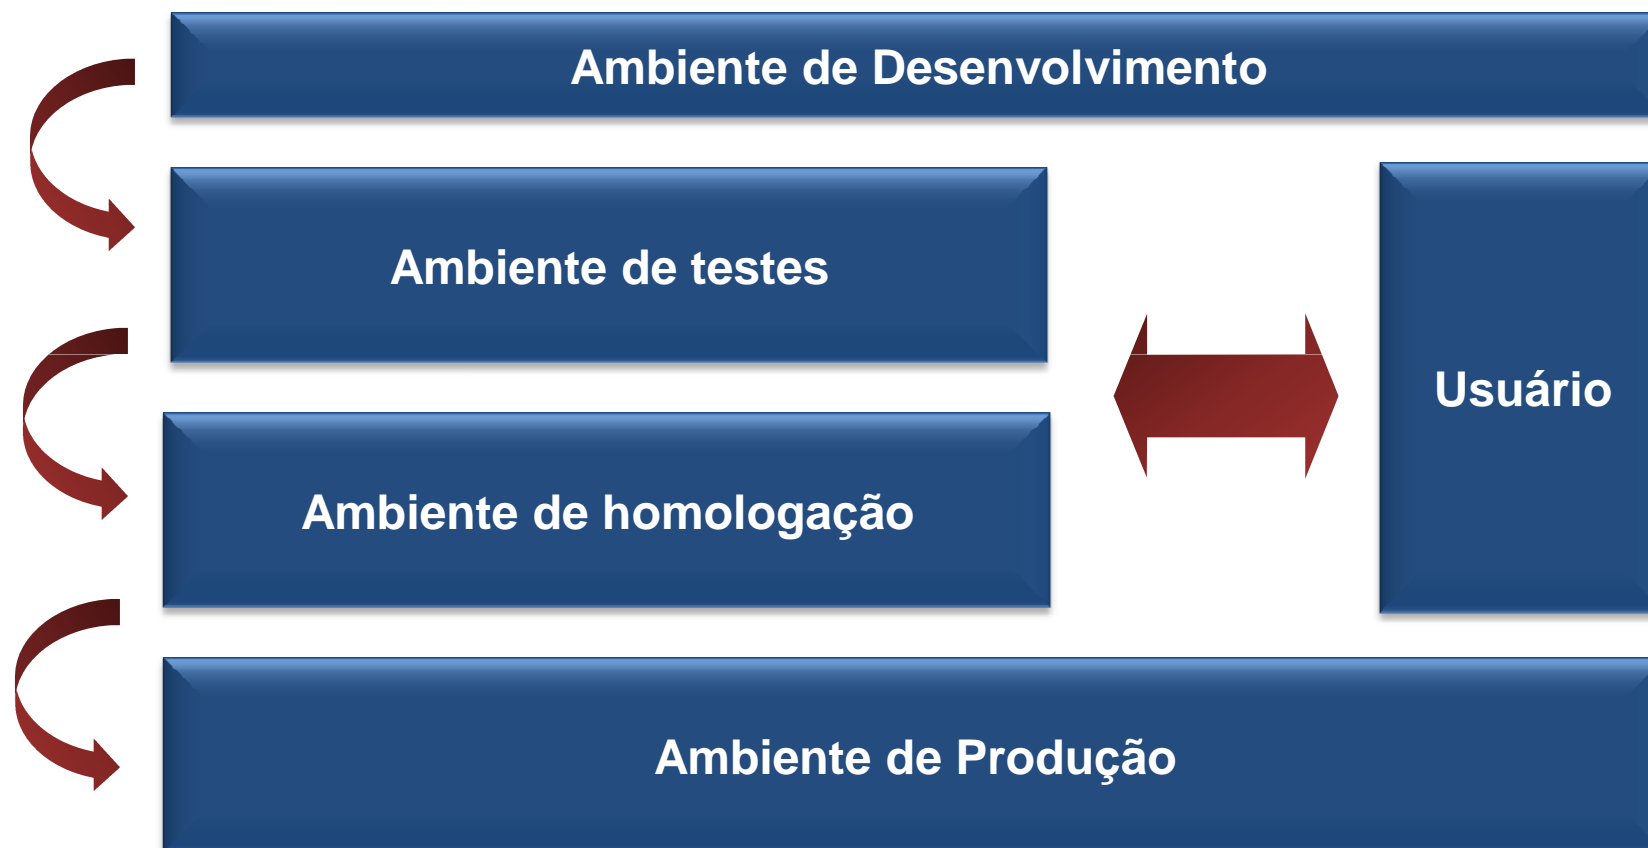 Ambiente de Desenvolvimento
Ambiente de testes
Usuário
Ambiente de homologação
Ambiente de Produção